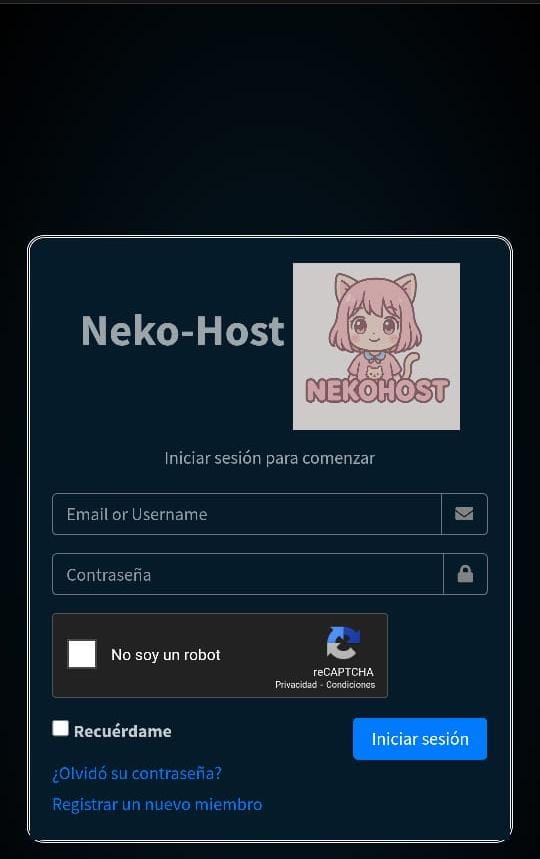 Neko-Host
NEKOHOST
Iniciar sesión para comenzar
Email or Username
Contraseña
No soy un robot
reCAPTCHA
Privacidad - Condiciones
Recuérdame
Iniciar sesión
¿Olvidó su contraseña?
Registrar un nuevo miembro